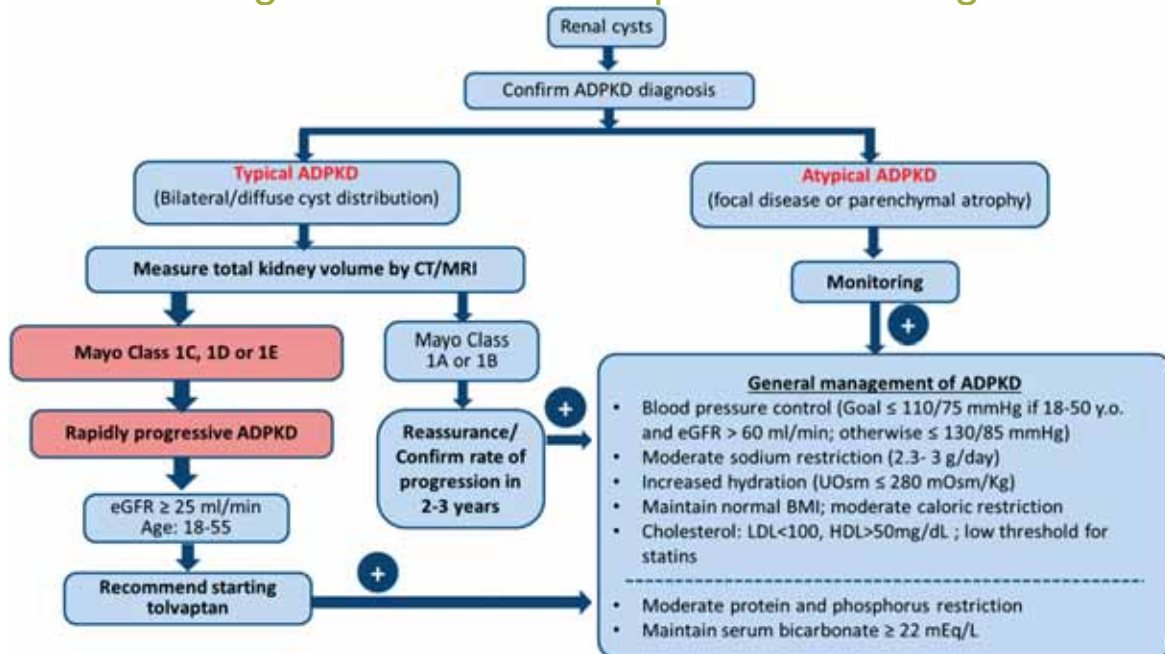 Renal cysts
Confirm ADPKD diagnosis
Typical ADPKD
(Bilateral/diffuse cyst distribution)
Atypical ADPKD
(focal disease or parenchymal atrophy)
Measure total kidney volume by CT/MRI
Monitoring
+
Mayo Class 1C, 1D or 1E
Mayo Class
1A or 1B
Rapidly progressive ADPKD
Reassurance/
Confirm rate of
progression in
2-3 years
+
eGFR ≥ 25 ml/min
Age: 18-55
Recommend starting
tolvaptan
+
General management of ADPKD
• Blood pressure control (Goal ≤ 110/75 mmHg if 18-50 y.o.
and eGFR > 60 ml/min; otherwise ≤ 130/85 mmHg)
• Moderate sodium restriction (2.3- 3 g/day)
• Increased hydration (UOsm ≤ 280 mOsm/Kg)
• Maintain normal BMI; moderate caloric restriction
• Cholesterol: LDL<100, HDL>50mg/dL ; low threshold for
statins
• Moderate protein and phosphorus restriction
• Maintain serum bicarbonate ≥ 22 mEq/L